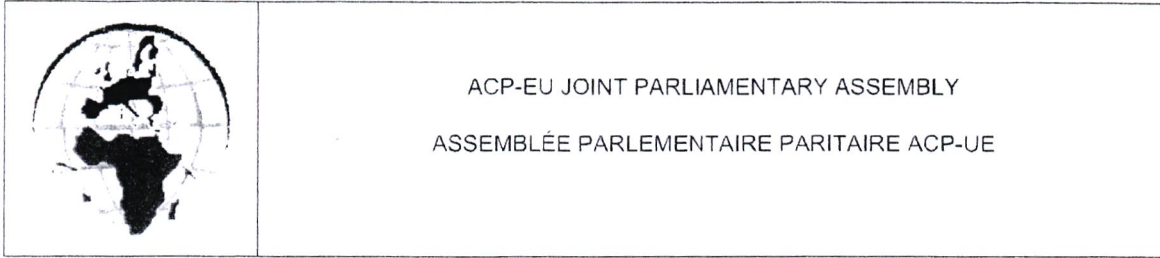 ACP-EU JOINT PARLIAMENTARY ASSEMBLY
ASSEMBLÉE PARLEMENTAIRE PARITAIRE ACP-UE